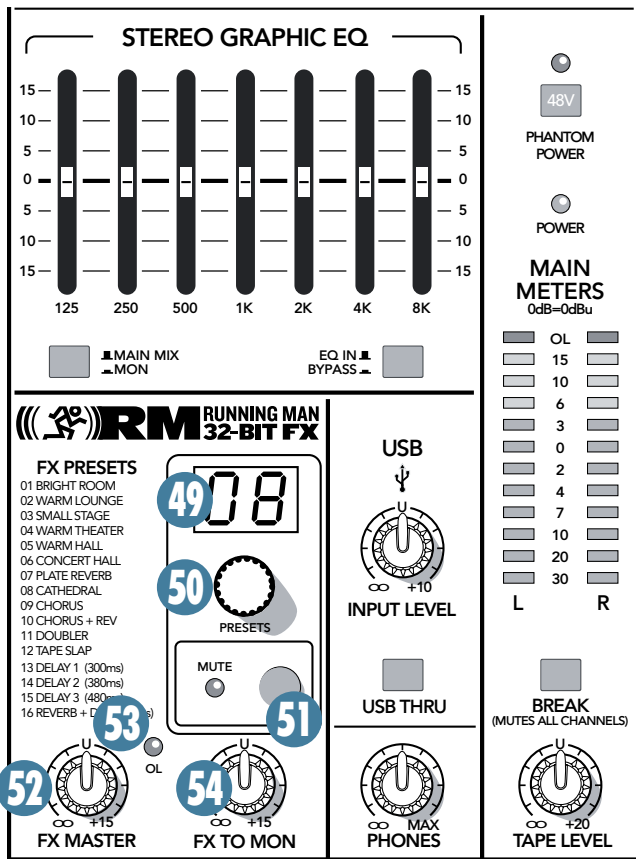 STEREO GRAPHIC EQ
15 15
10 10
5 5
0 0
5 5
10 10
15 15
125 250 500 1K 2K 4K 8K
MAIN MIX
MON
EQ IN
BYPASS
48V
PHANTOM
POWER
POWER
MAIN
METERS
0dB=0dBu
OL
15
10
6
3
0
2
4
7
10
20
30
L R
RM RUNNING MAN
32-BIT FX
FX PRESETS
01 BRIGHT ROOM
02 WARM LOUNGE
03 SMALL STAGE
04 WARM THEATER
05 WARM HALL
06 CONCERT HALL
07 PLATE REVERB
08 CATHEDRAL
09 CHORUS
10 CHORUS + REV
11 DOUBLER
12 TAPE SLAP
13 DELAY 1 (300ms)
14 DELAY 2 (380ms)
15 DELAY 3 (480ms)
16 REVERB + s)
49
08
50
PRESETS
MUTE
51
53
OL
52
U
∞ +15
FX MASTER
54
U
∞ +15
FX TO MON
USB
U
∞ +10
INPUT LEVEL
USB THRU
U
∞ MAX
PHONES
BREAK
(MUTES ALL CHANNELS)
U
∞ +20
TAPE LEVEL